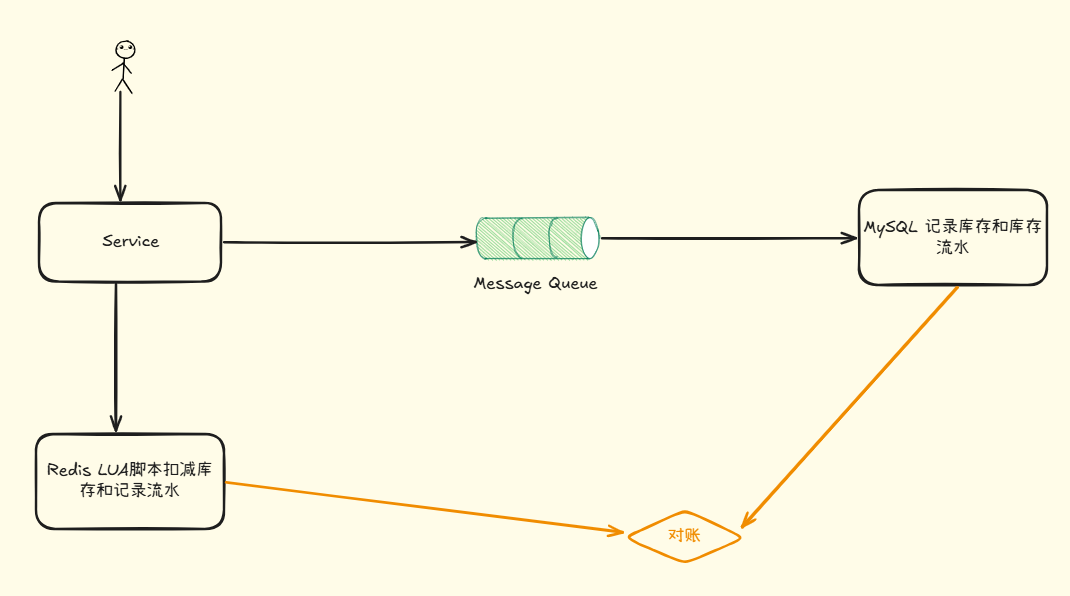 Service
Message Queue
MySQL 记录库存和库存
流水
Redis LUA脚本扣减库
存和记录流水
对账